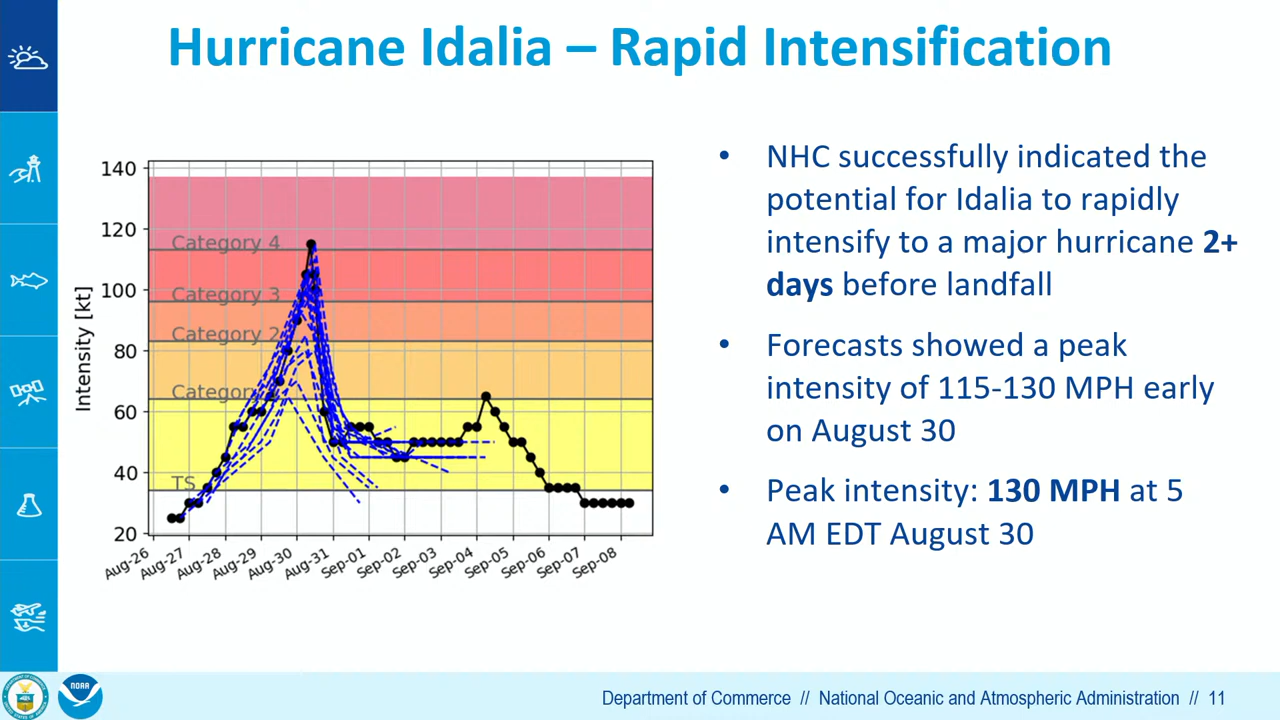 Hurricane Idalia – Rapid Intensification
140
120
100
80
60
40
20
Intensity [kt]
Category 4
Category 3
Category 2
Category
TS
Aug-26
Aug-27
Aug-28
Aug-29
Aug-30
Aug-31
Sep-01
Sep-02
Sep-03
Sep-04
Sep-05
Sep-06
Sep-07
Sep-08
• NHC successfully indicated the
potential for Idalia to rapidly
intensify to a major hurricane 2+
days before landfall
• Forecasts showed a peak
intensity of 115-130 MPH early
on August 30
• Peak intensity: 130 MPH at 5
AM EDT August 30
NOAA
Department of Commerce // National Oceanic and Atmospheric Administration // 11